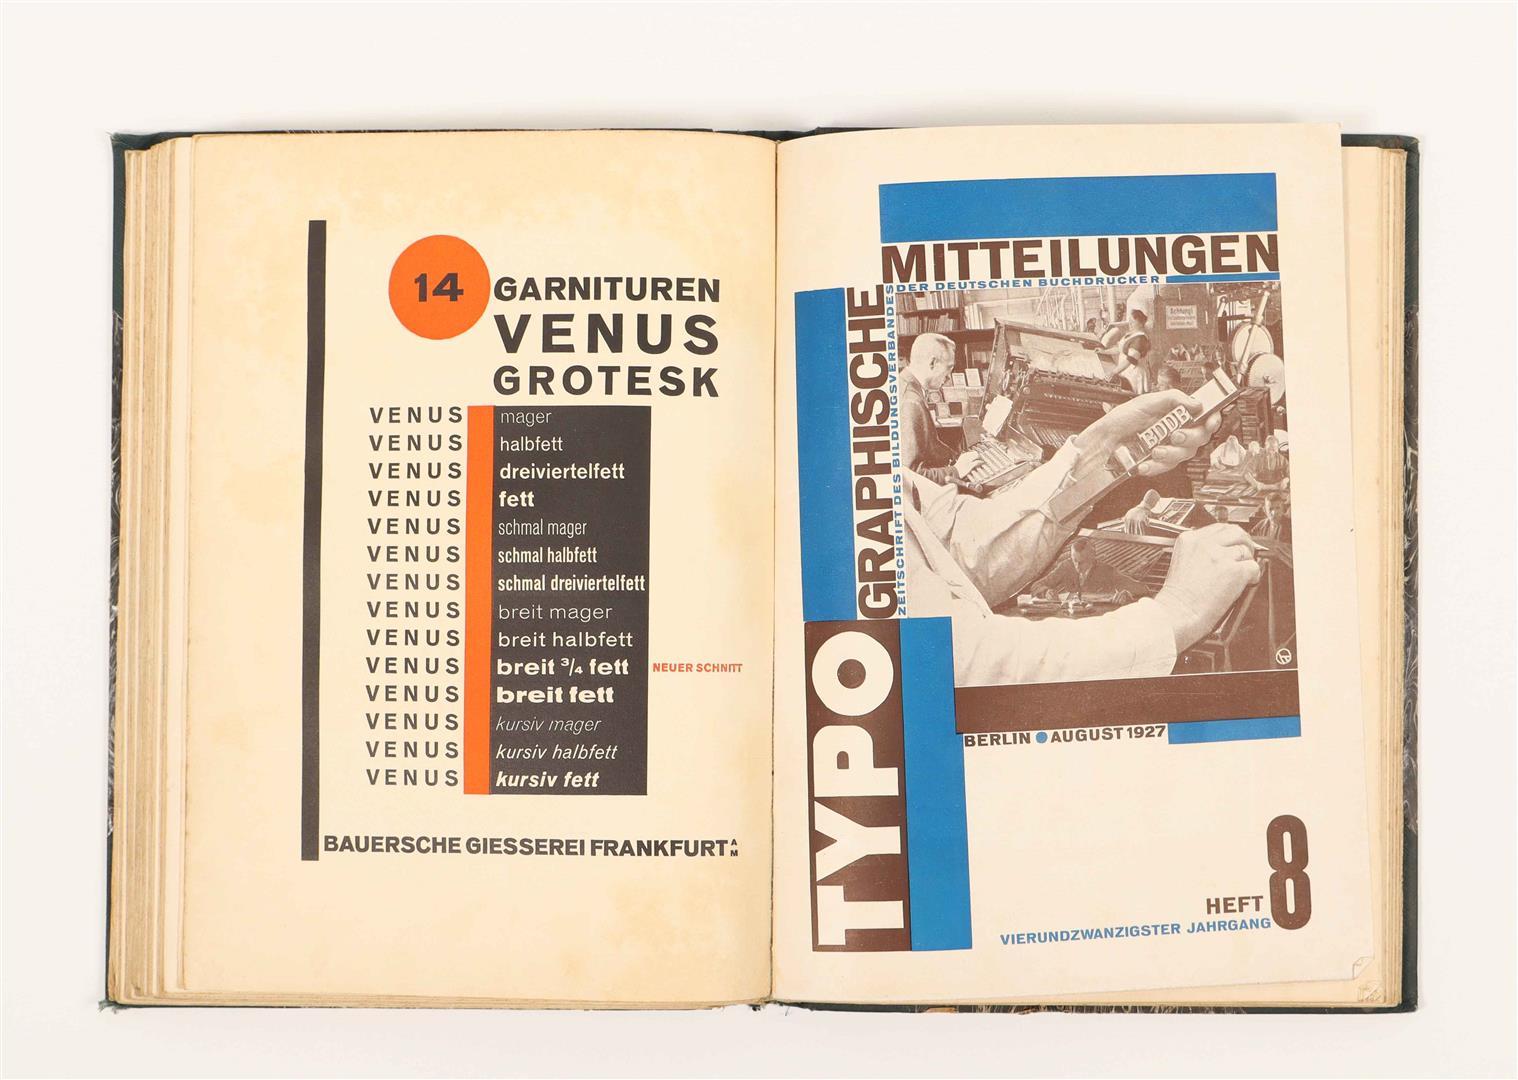 14 GARNITUREN
VENUS
GROTESK
VENUS mager
VENUS halbfett
VENUS dreiviertelfett
VENUS fett
VENUS schmal mager
VENUS schmal halbfett
VENUS schmal dreiviertelfett
VENUS breit mager
VENUS breit halbfett
VENUS breit ¾ fett NEUER SCHNITT
VENUS breit fett
VENUS kursiv mager
VENUS kursiv halbfett
VENUS kursiv fett
BAUERSCHE GIESSEREI FRANKFURT A M
TYPO
GRAPHISCHE
MITTEILUNGEN
ZEITSCHRIFT DES BILDUNGSVERBANDES
DER DEUTSCHEN BUCHDRUCKER
Achtung!
BDDB
BERLIN ● AUGUST 1927
HEFT 8
VIERUNDZWANZIGSTER JAHRGANG